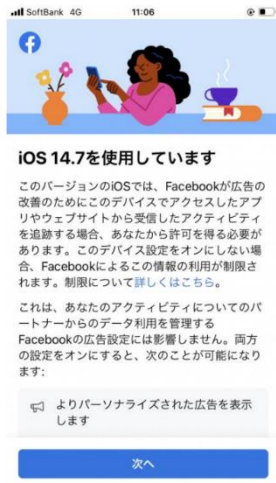 SoftBank 4G 11:06
iOS 14.7を使用しています
このバージョンのiOSでは、Facebookが広告の
改善のためにこのデバイスでアクセスしたアプ
リやウェブサイトから受信したアクティビティ
を追跡する場合、あなたから許可を得る必要が
あります。このデバイス設定をオンにしない場
合、Facebookによるこの情報の利用が制限さ
れます。制限について詳しくはこちら。
これは、あなたのアクティビティについてのパ
ートナーからのデータ利用を管理する
Facebookの広告設定には影響しません。両方
の設定をオンにすると、次のことが可能になり
ます:
よりパーソナライズされた広告を表示
します
次へ